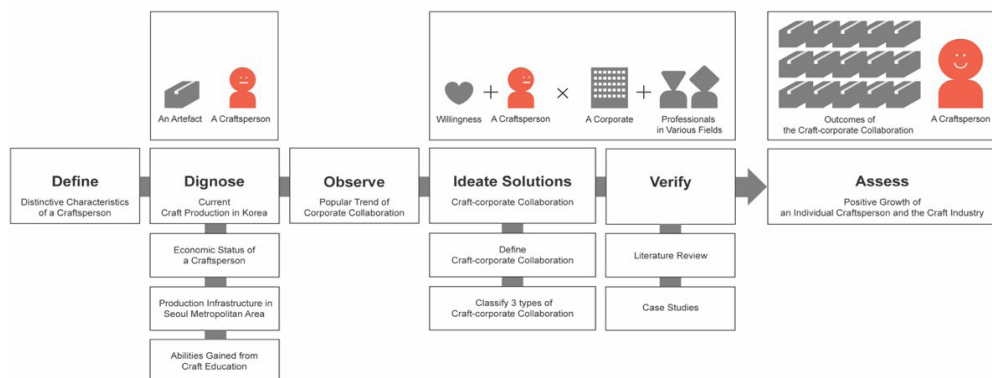 An Artefact
A Craftsperson
Willingness
A Craftsperson
A Corporate
Professionals
in Various Fields
Outcomes of
the Craft-corporate Collaboration
A Craftsperson
Define
Distinctive Characteristics
of a Craftsperson
Dignose
Current
Craft Production in Korea
Observe
Popular Trend of
Corporate Collaboration
Ideate Solutions
Craft-corporate Collaboration
Verify
Assess
Positive Growth of
an Individual Craftsperson and the Craft Industry
Economic Status of
a Craftsperson
Production Infrastructure in
Seoul Metropolitan Area
Abilities Gained from
Craft Education
Define
Craft-corporate Collaboration
Classify 3 types of
Craft-corporate Collaboration
Literature Review
Case Studies